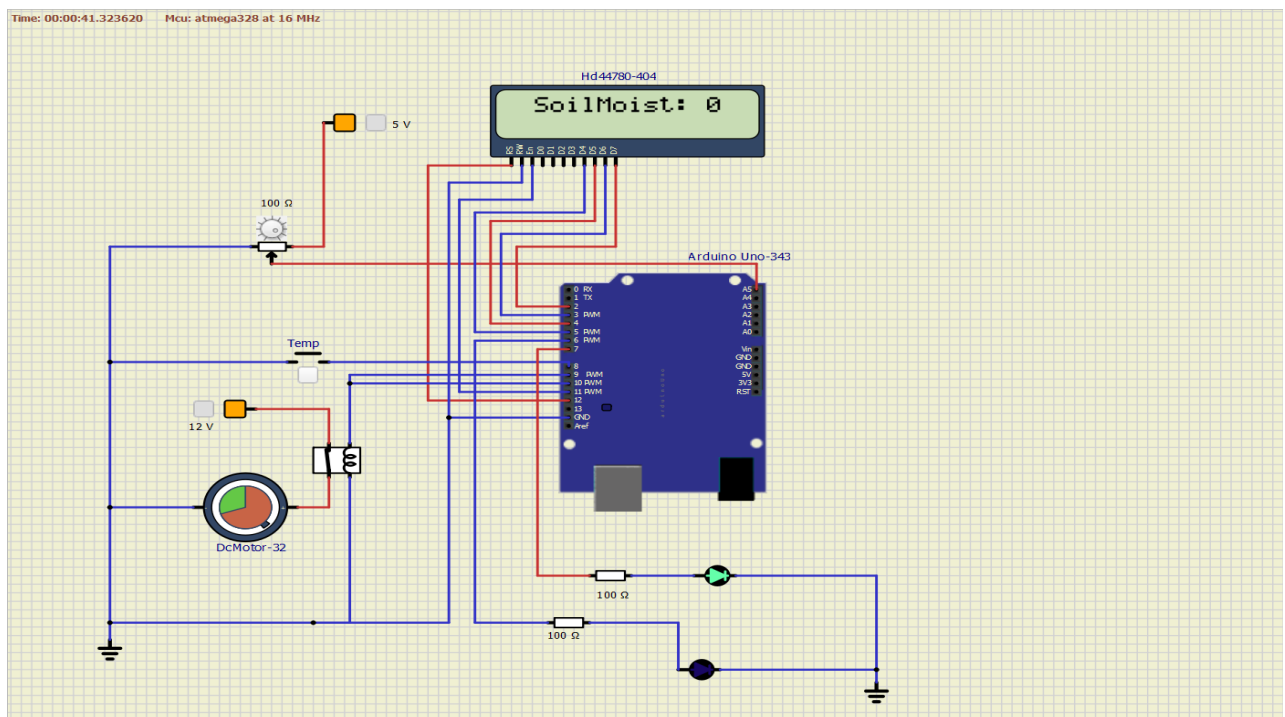 Time: 00:00:41.323620 Mcu: atmega328 at 16 MHz
Hd44780-404
SoilMoist: 0
RS RW En D0 D1 D2 D3 D4 D5 D6 D7
5 V
100 Ω
Arduino Uno-343
0 RX
1 TX
2
3 PWM
4
5 PWM
6 PWM
7
8
9 PWM
10 PWM
11 PWM
12
13
GND
Aref
A5
A4
A3
A2
A1
A0
Vin
GND
GND
5V
3V3
RST
Temp
12 V
DcMotor-32
100 Ω
100 Ω